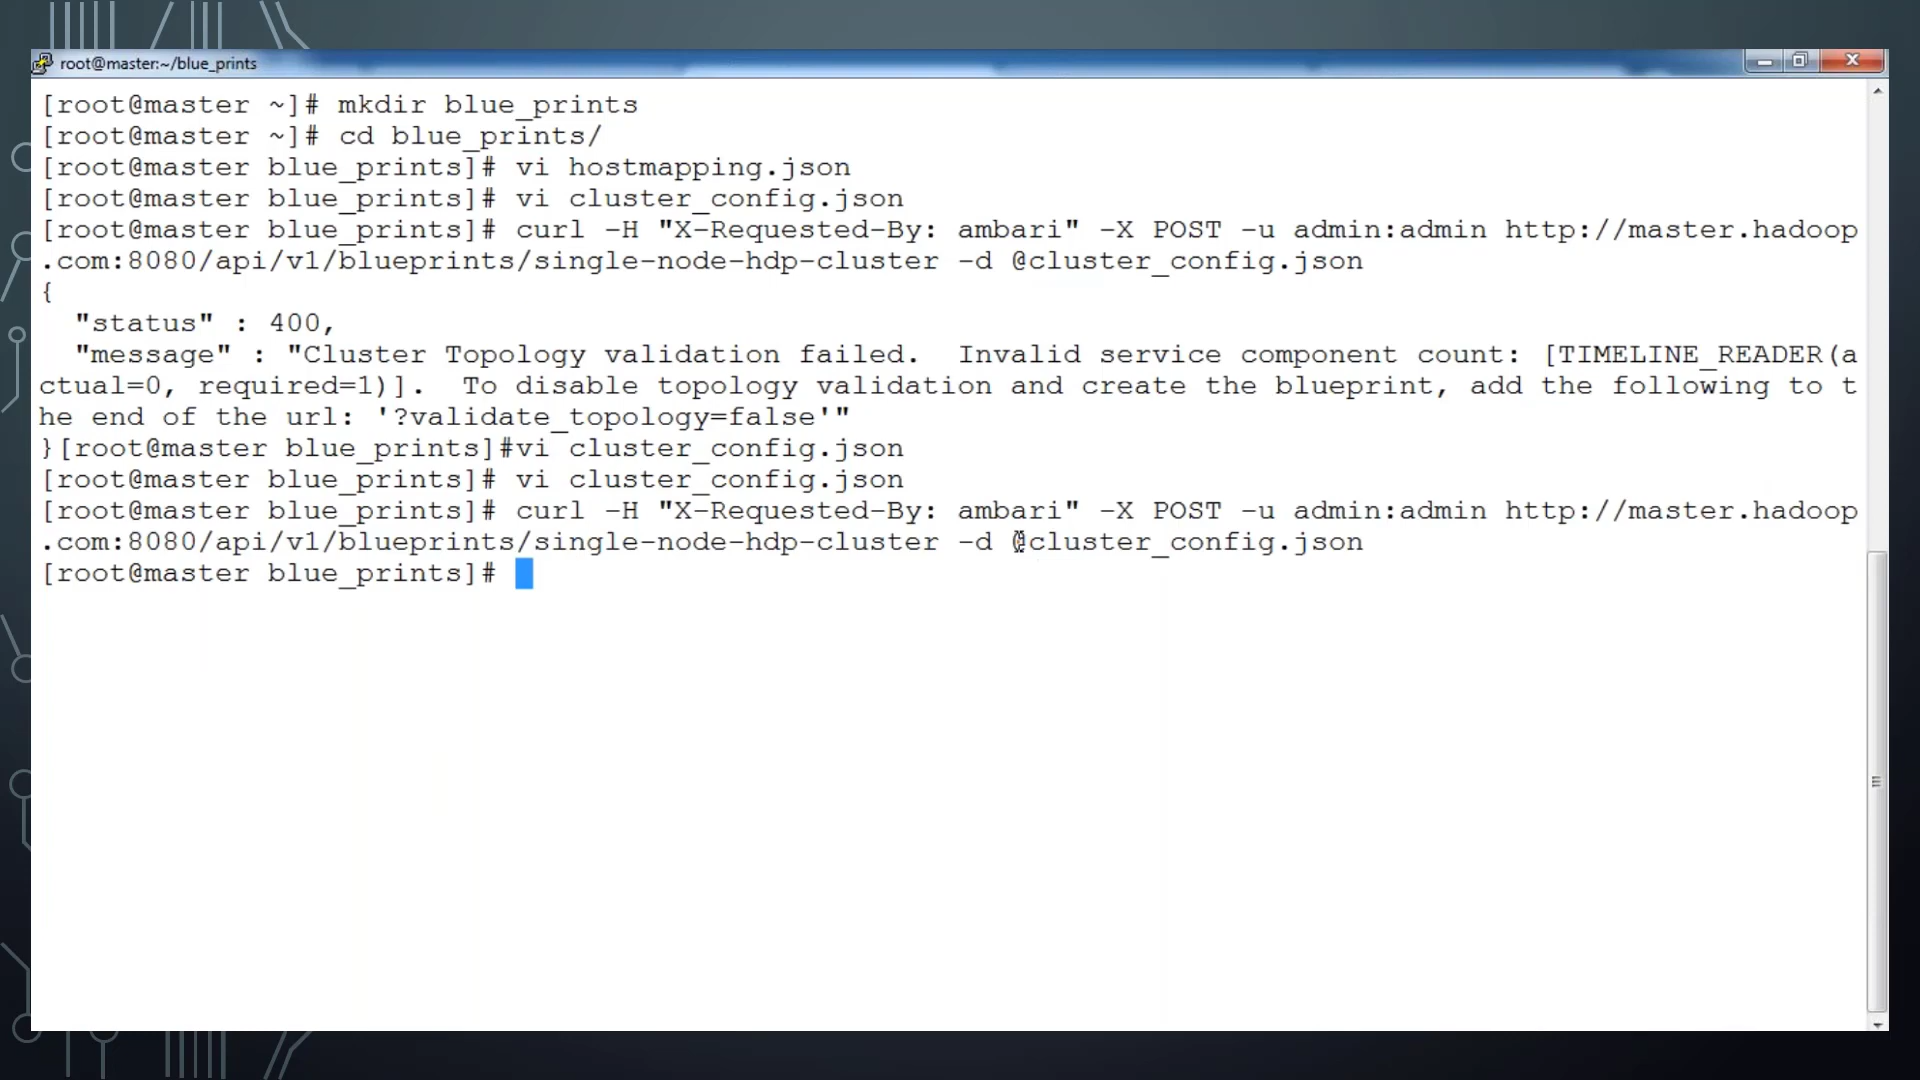 root@master:~/blue_prints
[root@master ~]# mkdir blue_prints
[root@master ~]# cd blue_prints/
[root@master blue_prints]# vi hostmapping.json
[root@master blue_prints]# vi cluster_config.json
[root@master blue_prints]# curl -H "X-Requested-By: ambari" -X POST -u admin:admin http://master.hadoop
.com:8080/api/v1/blueprints/single-node-hdp-cluster -d @cluster_config.json
{
  "status" : 400,
  "message" : "Cluster Topology validation failed.  Invalid service component count: [TIMELINE_READER(a
ctual=0, required=1)].  To disable topology validation and create the blueprint, add the following to t
he end of the url: '?validate_topology=false'"
}[root@master blue_prints]#vi cluster_config.json
[root@master blue_prints]# vi cluster_config.json
[root@master blue_prints]# curl -H "X-Requested-By: ambari" -X POST -u admin:admin http://master.hadoop
.com:8080/api/v1/blueprints/single-node-hdp-cluster -d @cluster_config.json
[root@master blue_prints]#